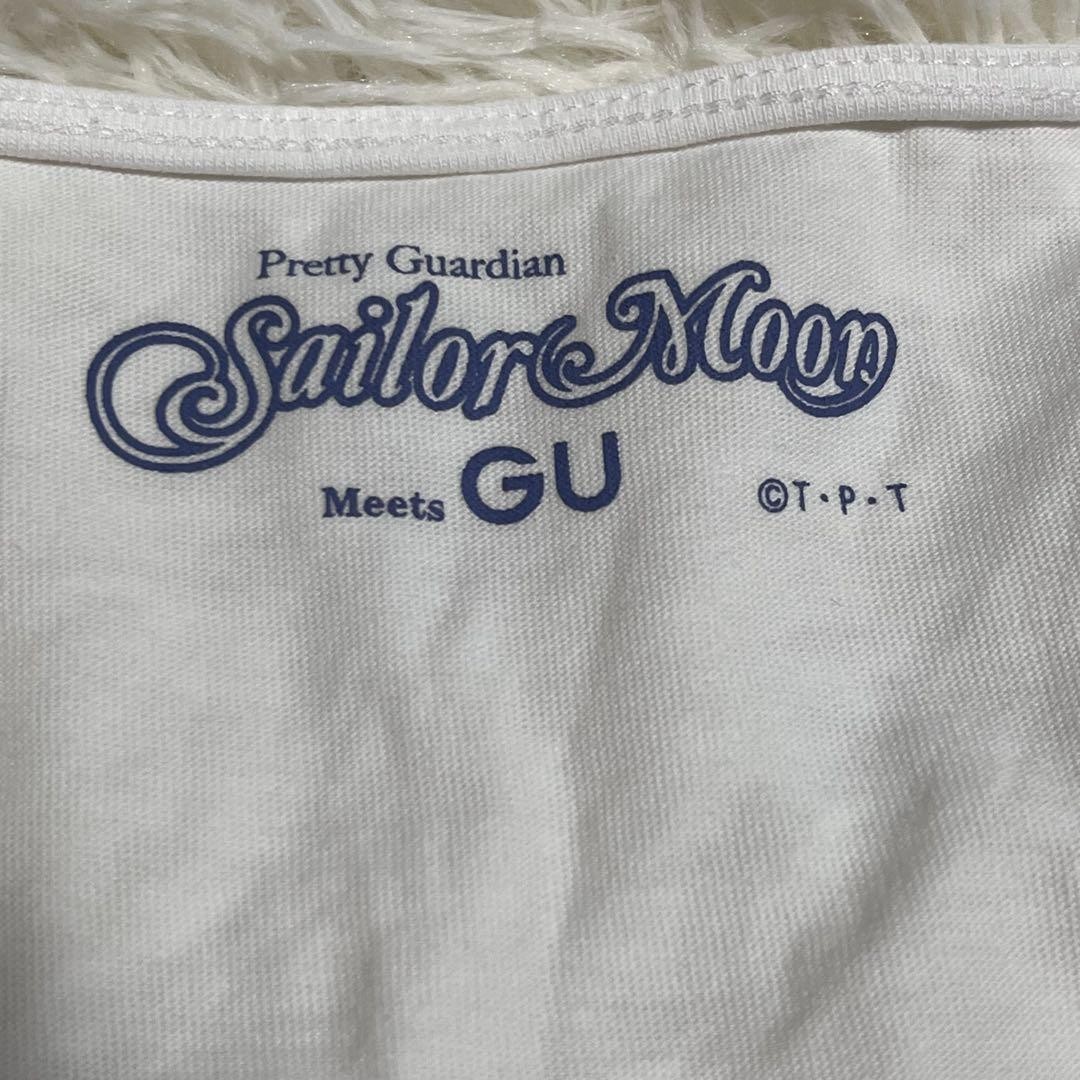 Pretty Guardian
Sailor Moon
Meets GU
©T・P・T